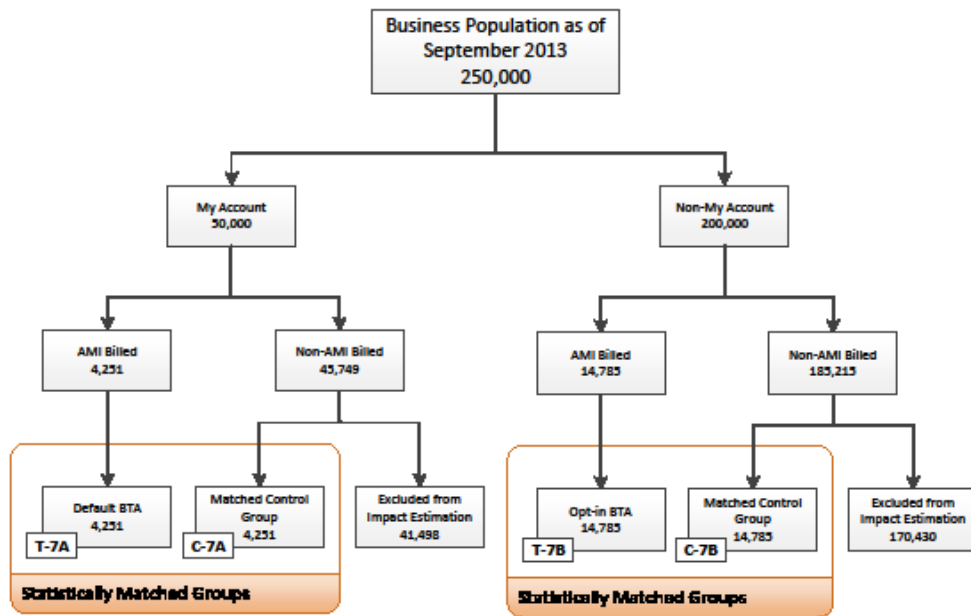 Business Population as of
September 2013
250,000
My Account
50,000
Non-My Account
200,000
AMI Billed
4,251
Non-AMI Billed
45,749
AMI Billed
14,785
Non-AMI Billed
185,215
Default BTA
4,251
T-7A
Matched Control
Group
4,251
C-7A
Excluded from
Impact Estimation
41,498
Statistically Matched Groups
Opt-in BTA
14,785
T-7B
Matched Control
Group
14,785
C-7B
Excluded from
Impact Estimation
170,430
Statistically Matched Groups